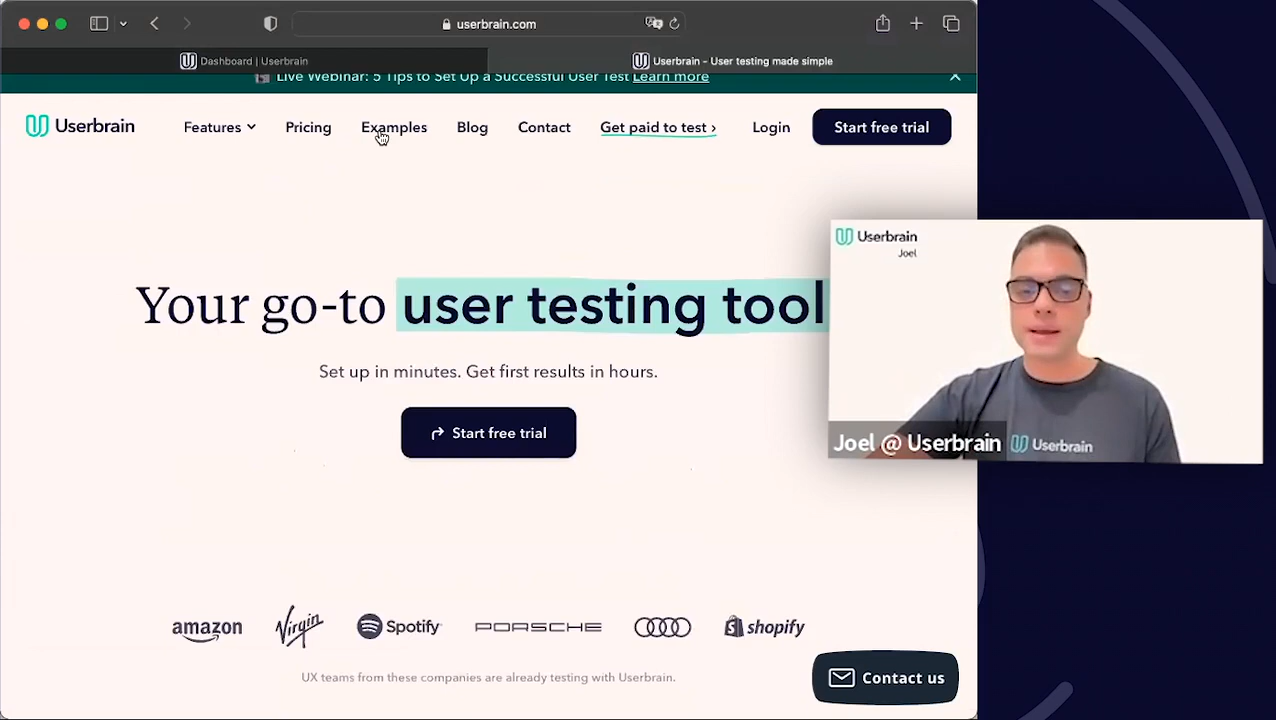 userbrain.com
Dashboard | Userbrain
Userbrain – User testing made simple
Live Webinar: 5 Tips to Set Up a Successful User Test Learn more
Userbrain
Features
Pricing
Examples
Blog
Contact
Get paid to test ›
Login
Start free trial
Your go-to user testing tool
Set up in minutes. Get first results in hours.
Start free trial
Userbrain
Joel
Joel @ Userbrain
Userbrain
amazon
Virgin
Spotify
PORSCHE
shopify
UX teams from these companies are already testing with Userbrain.
Contact us